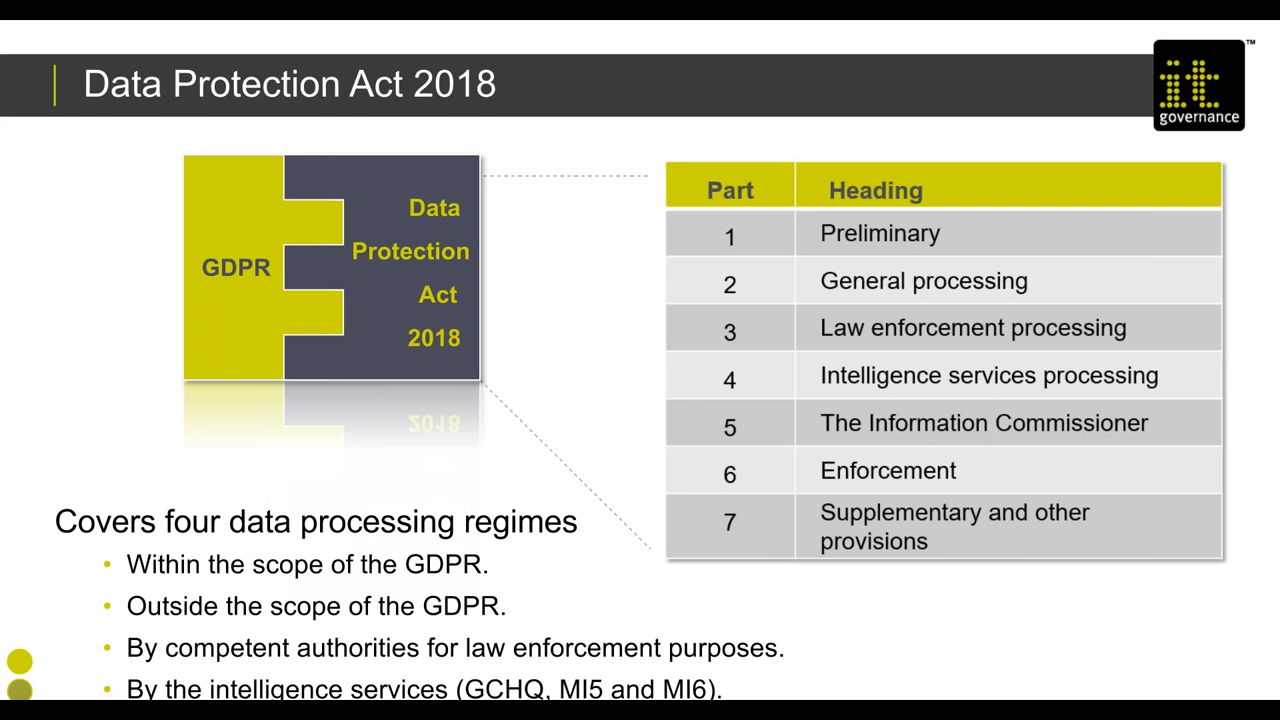 Data Protection Act 2018
it
governance
™
GDPR
Data
Protection
Act
2018
2018
Part Heading
1 Preliminary
2 General processing
3 Law enforcement processing
4 Intelligence services processing
5 The Information Commissioner
6 Enforcement
7 Supplementary and other
provisions
Covers four data processing regimes
• Within the scope of the GDPR.
• Outside the scope of the GDPR.
• By competent authorities for law enforcement purposes.
• By the intelligence services (GCHQ, MI5 and MI6).